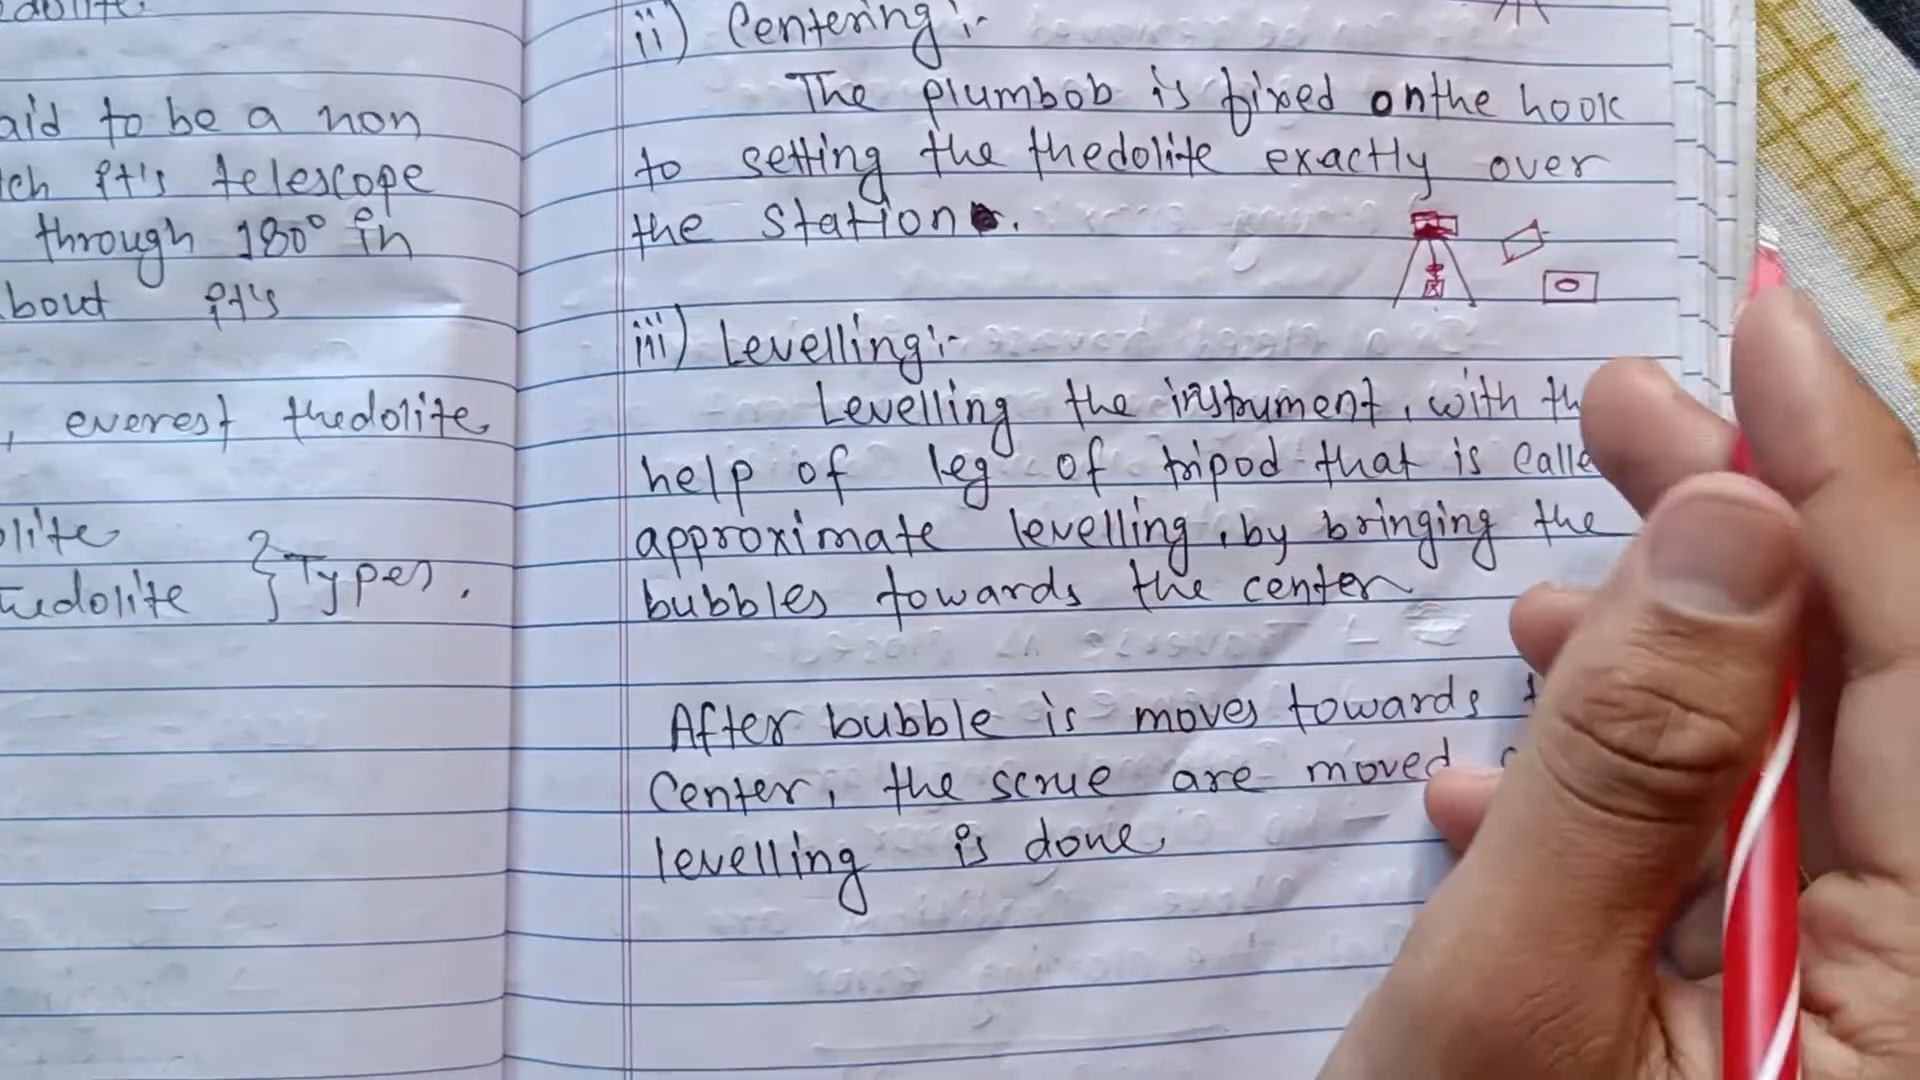 aid to be a non
it's telescope
through 180° in
bout it's
, everest thedolite
olite
Types.
ii) Centering :-
The plumbob is fixed on the hook
to setting the thedolite exactly over
the station.
iii) Levelling :-
Levelling the instrument, with th
help of leg of tripod that is calle
approximate levelling, by bringing the
bubbles towards the center
After bubble is moves towards t
Center, the scrue are moved
levelling is done.